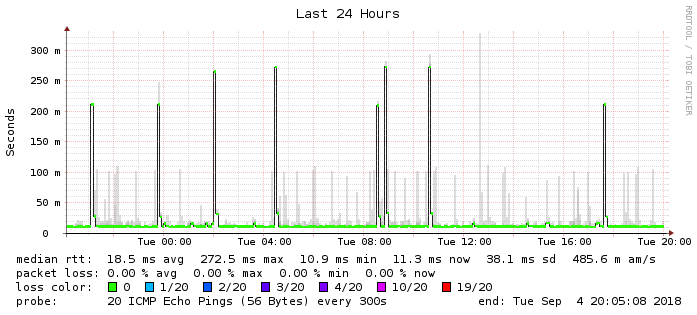 Last 24 Hours
RRDTOOL / TOBI OETIKER
Seconds
300 m
250 m
200 m
150 m
100 m
50 m
0
Tue 00:00 Tue 04:00 Tue 08:00 Tue 12:00 Tue 16:00 Tue 20:00
median rtt: 18.5 ms avg 272.5 ms max 10.9 ms min 11.3 ms now 38.1 ms sd 485.6 m am/s
packet loss: 0.00 % avg 0.00 % max 0.00 % min 0.00 % now
loss color: 0 1/20 2/20 3/20 4/20 10/20 19/20
probe: 20 ICMP Echo Pings (56 Bytes) every 300s end: Tue Sep 4 20:05:08 2018